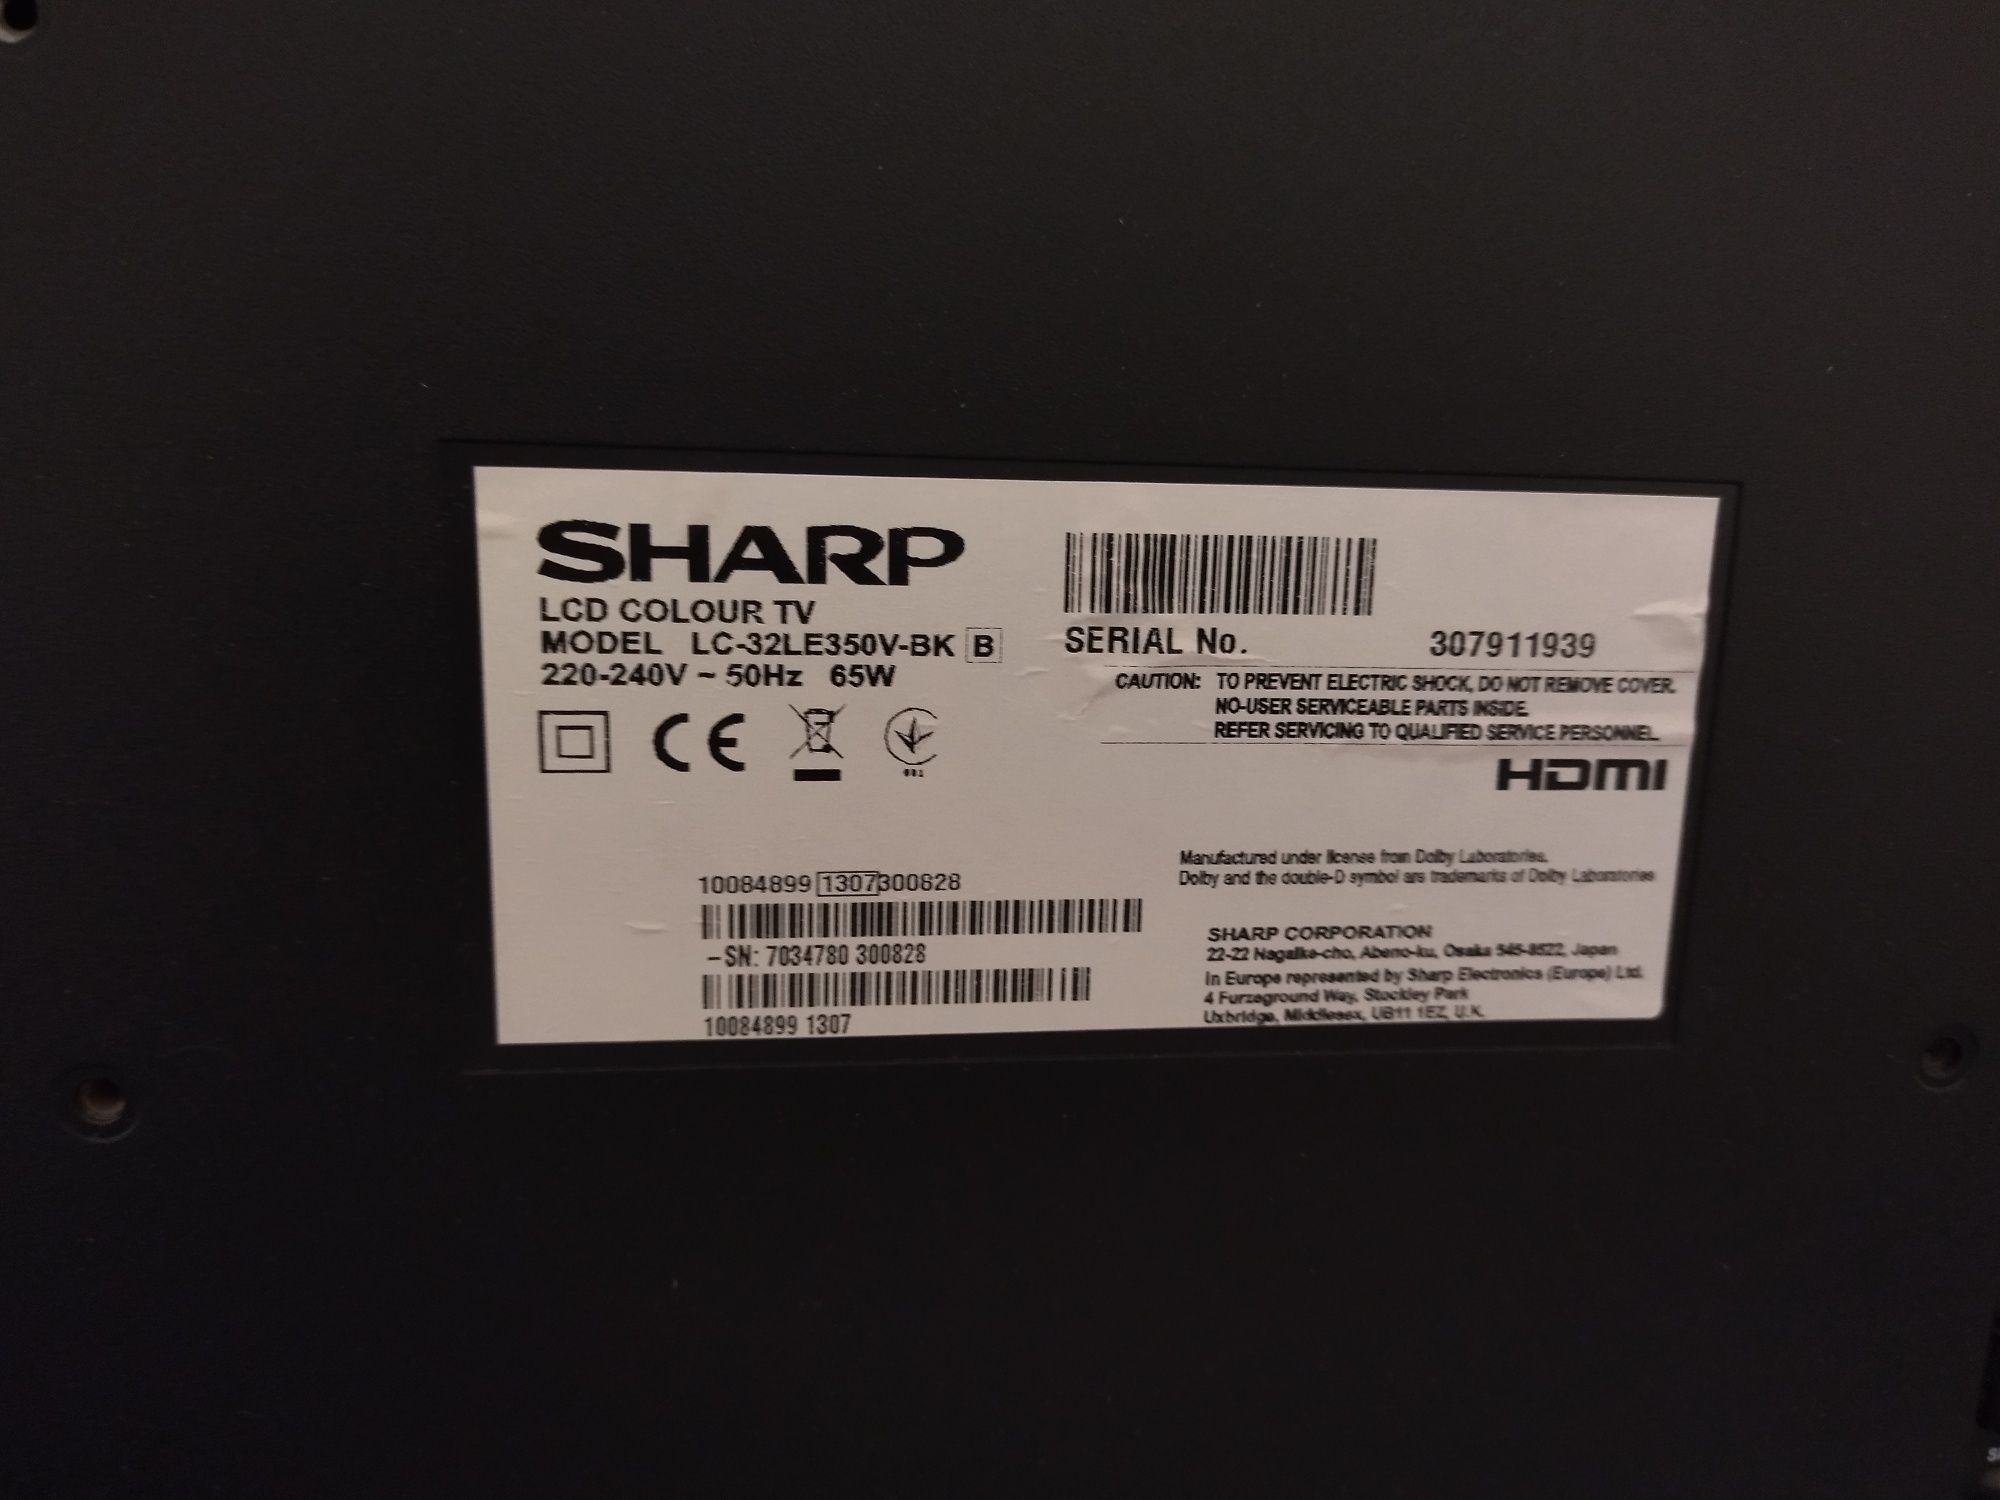 SHARP
LCD COLOUR TV
MODEL LC-32LE350V-BK B
220-240V ~ 50Hz 65W
CE
001
SERIAL No. 307911939
CAUTION: TO PREVENT ELECTRIC SHOCK, DO NOT REMOVE COVER.
NO-USER SERVICEABLE PARTS INSIDE.
REFER SERVICING TO QUALIFIED SERVICE PERSONNEL.
HDMI
10084899 1307 300828
-SN: 7034780 300828
10084899 1307
Manufactured under license from Dolby Laboratories.
Dolby and the double-D symbol are trademarks of Dolby Laboratories
SHARP CORPORATION
22-22 Nagaike-cho, Abeno-ku, Osaka 545-8522, Japan
In Europe represented by Sharp Electronics (Europe) Ltd.
4 Furzeground Way, Stockley Park
Uxbridge, Middlesex, UB11 1EZ, U.K.